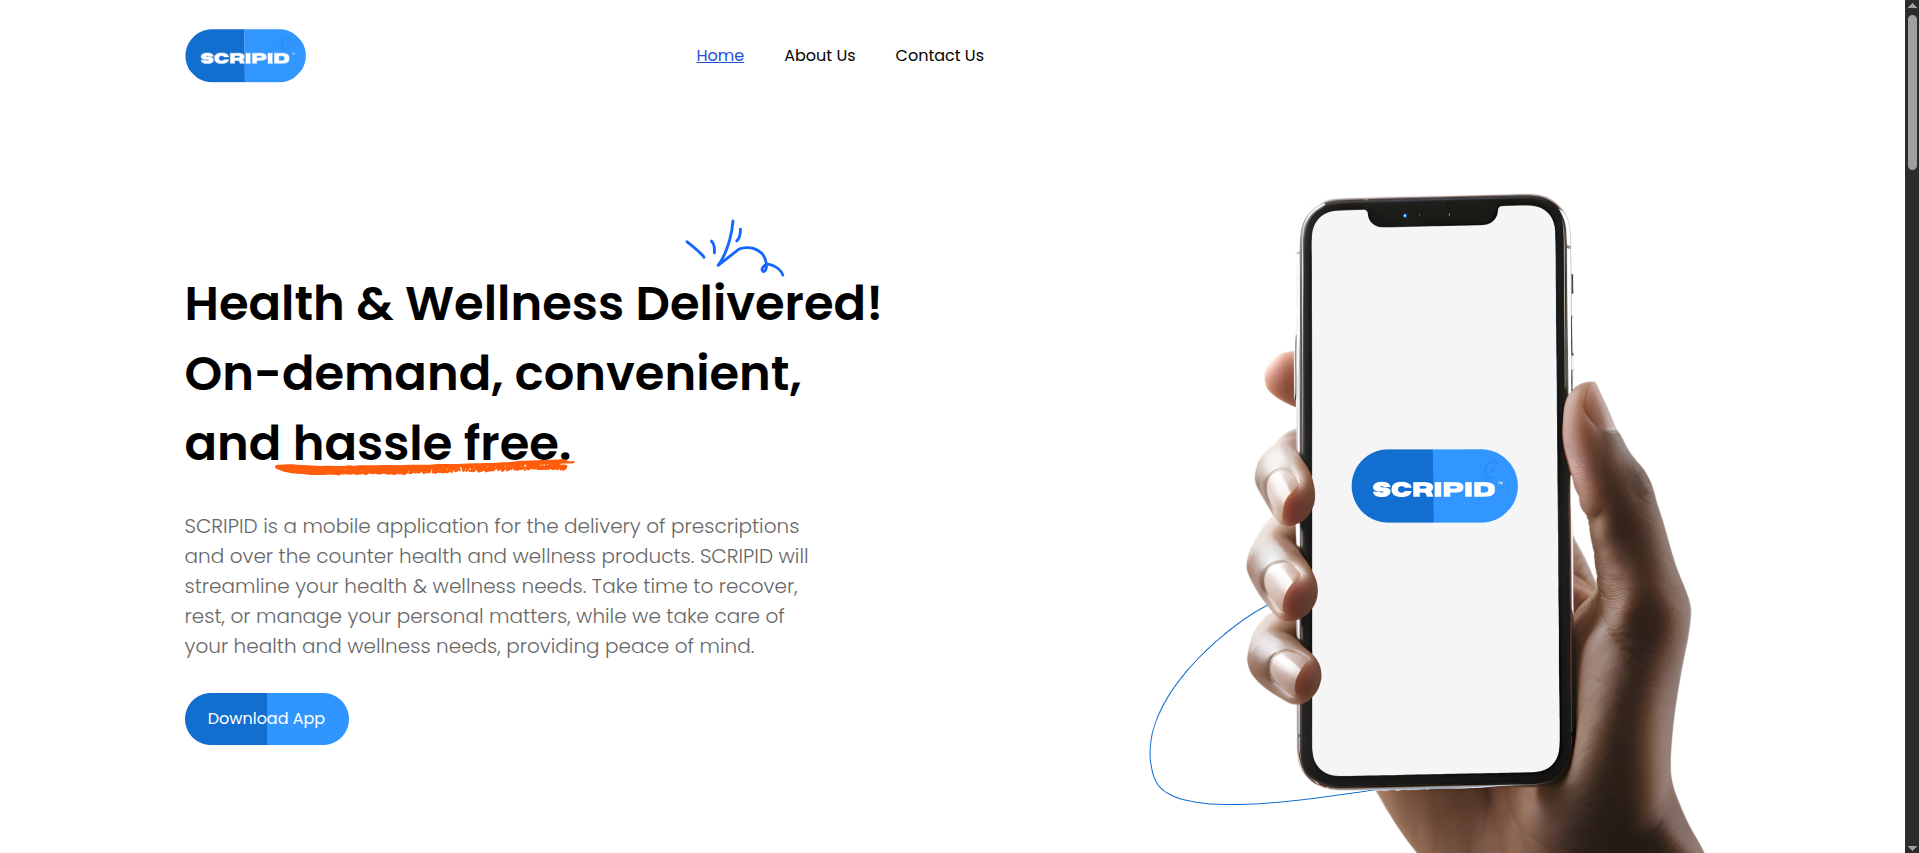 SCRIPID™
Home
About Us
Contact Us
Health & Wellness Delivered!
On-demand, convenient,
and hassle free.
SCRIPID is a mobile application for the delivery of prescriptions
and over the counter health and wellness products. SCRIPID will
streamline your health & wellness needs. Take time to recover,
rest, or manage your personal matters, while we take care of
your health and wellness needs, providing peace of mind.
Download App
SCRIPID™